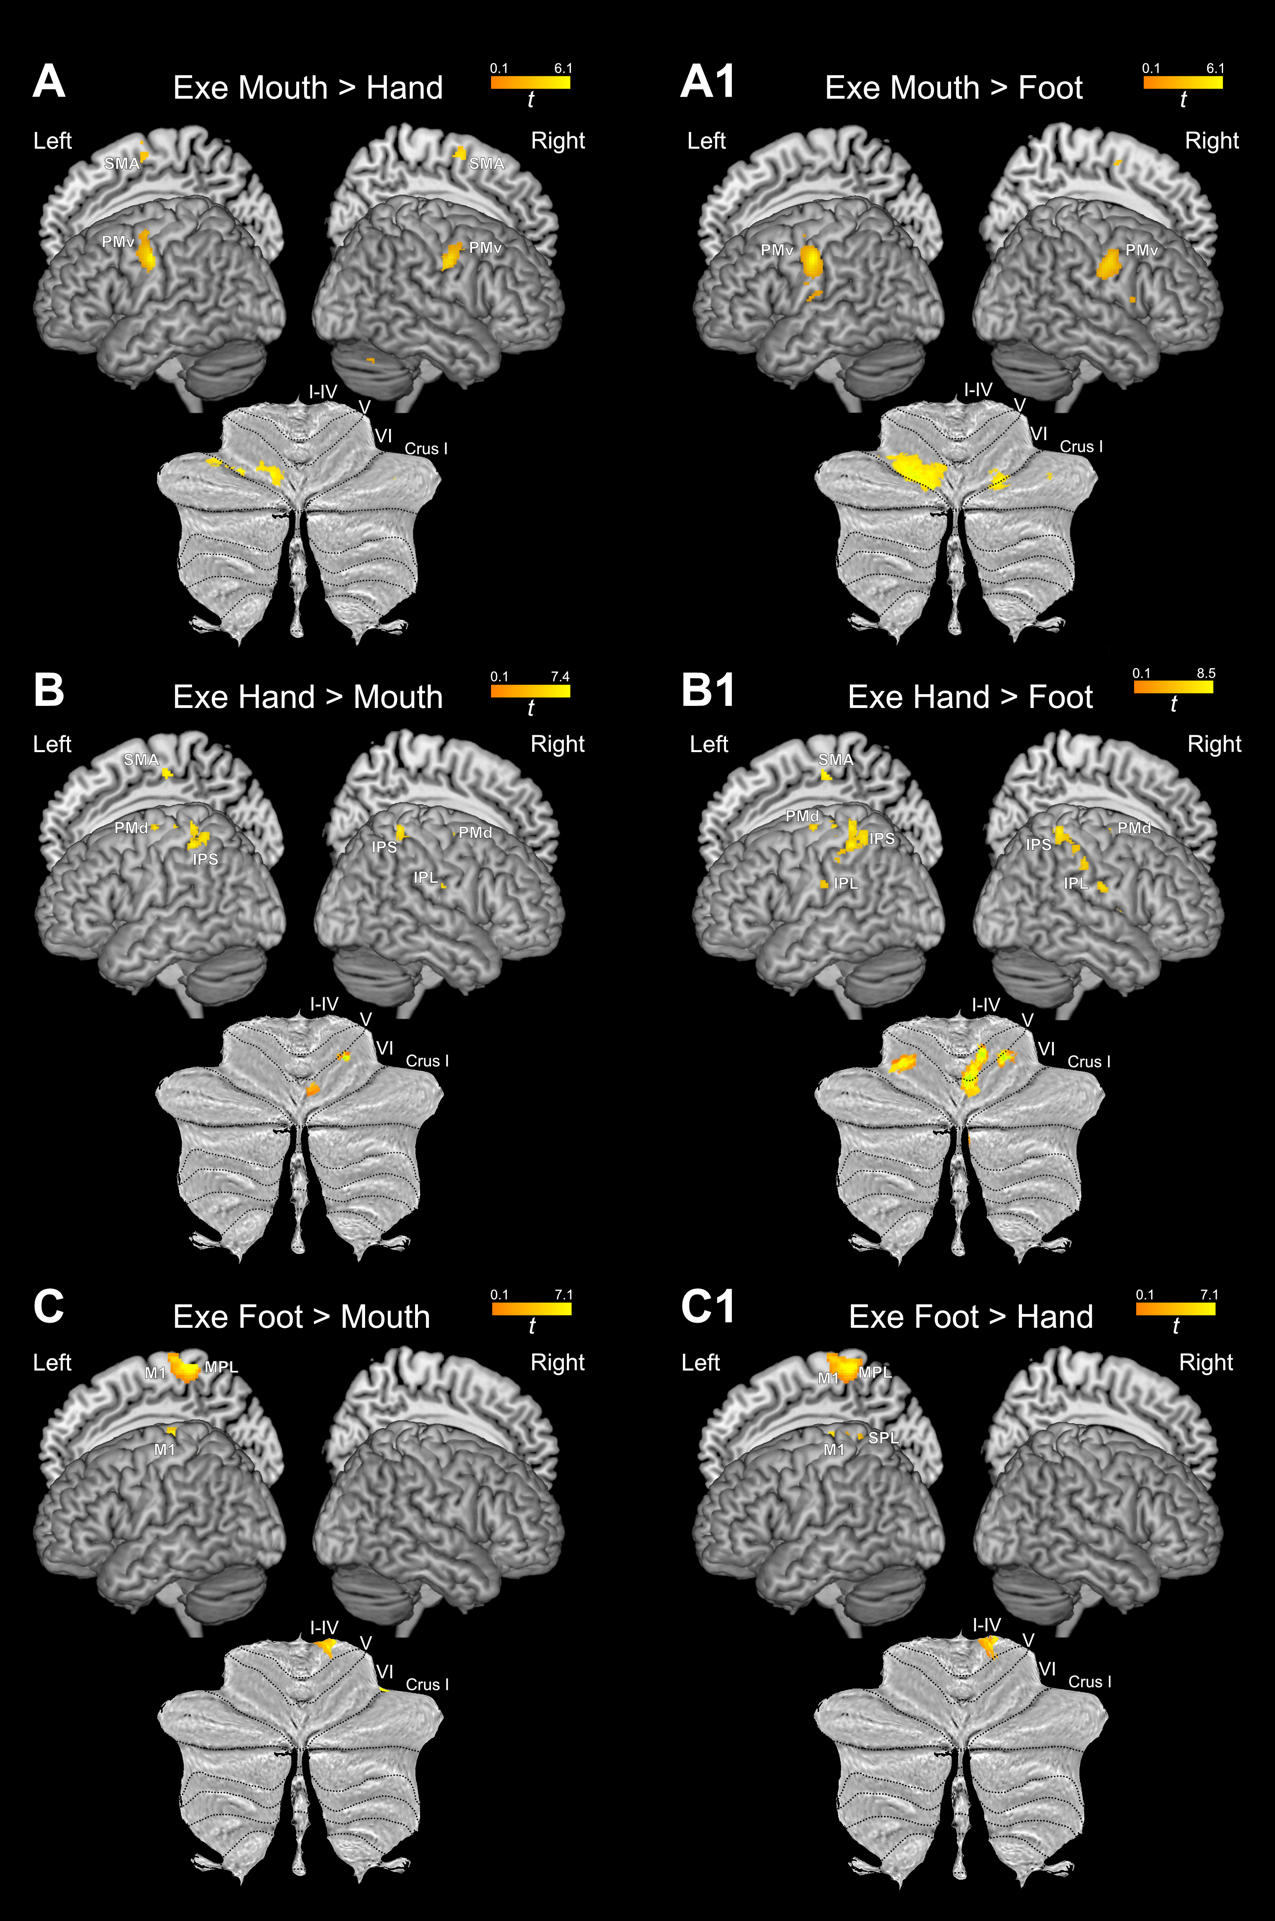 A
Exe Mouth > Hand
0.1 6.1
t
Left
Right
SMA
SMA
PMv
PMv
I-IV
V
VI
Crus I
A1
Exe Mouth > Foot
0.1 6.1
t
Left
Right
PMv
PMv
I-IV
V
VI
Crus I
B
Exe Hand > Mouth
0.1 7.4
t
Left
Right
SMA
PMd
IPS
PMd
IPS
IPL
I-IV
V
VI
Crus I
B1
Exe Hand > Foot
0.1 8.5
t
Left
Right
SMA
PMd
IPS
IPL
PMd
IPS
IPL
I-IV
V
VI
Crus I
C
Exe Foot > Mouth
0.1 7.1
t
Left
Right
M1
MPL
M1
I-IV
V
VI
Crus I
C1
Exe Foot > Hand
0.1 7.1
t
Left
Right
M1
MPL
M1
SPL
I-IV
V
VI
Crus I